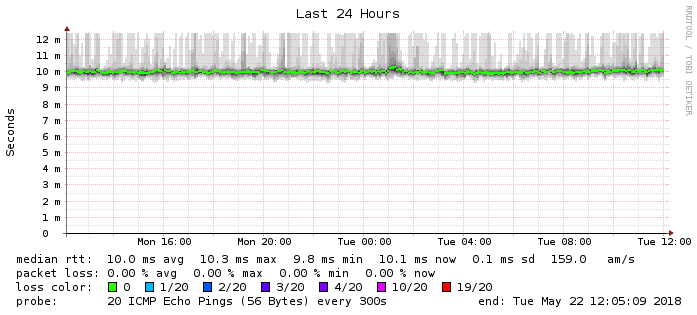 Last 24 Hours
RRDTOOL / TOBI OETIKER
Seconds
12 m
11 m
10 m
9 m
8 m
7 m
6 m
5 m
4 m
3 m
2 m
1 m
0
Mon 16:00 Mon 20:00 Tue 00:00 Tue 04:00 Tue 08:00 Tue 12:00
median rtt: 10.0 ms avg 10.3 ms max 9.8 ms min 10.1 ms now 0.1 ms sd 159.0 am/s
packet loss: 0.00 % avg 0.00 % max 0.00 % min 0.00 % now
loss color: 0 1/20 2/20 3/20 4/20 10/20 19/20
probe: 20 ICMP Echo Pings (56 Bytes) every 300s end: Tue May 22 12:05:09 2018